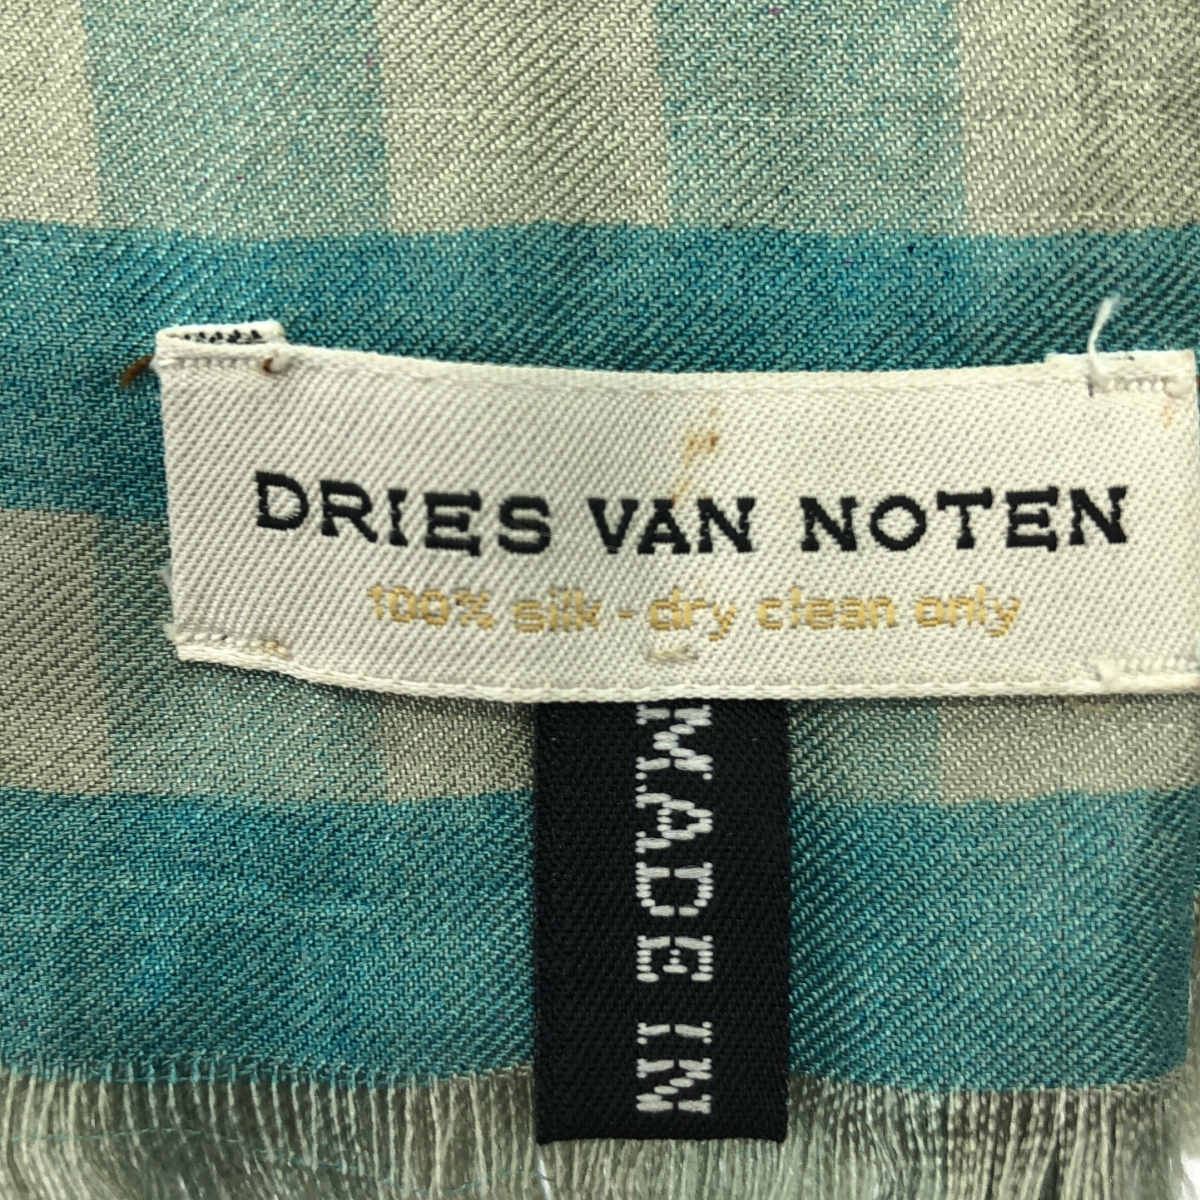 DRIES VAN NOTEN
100% silk - dry clean only
MADE IN